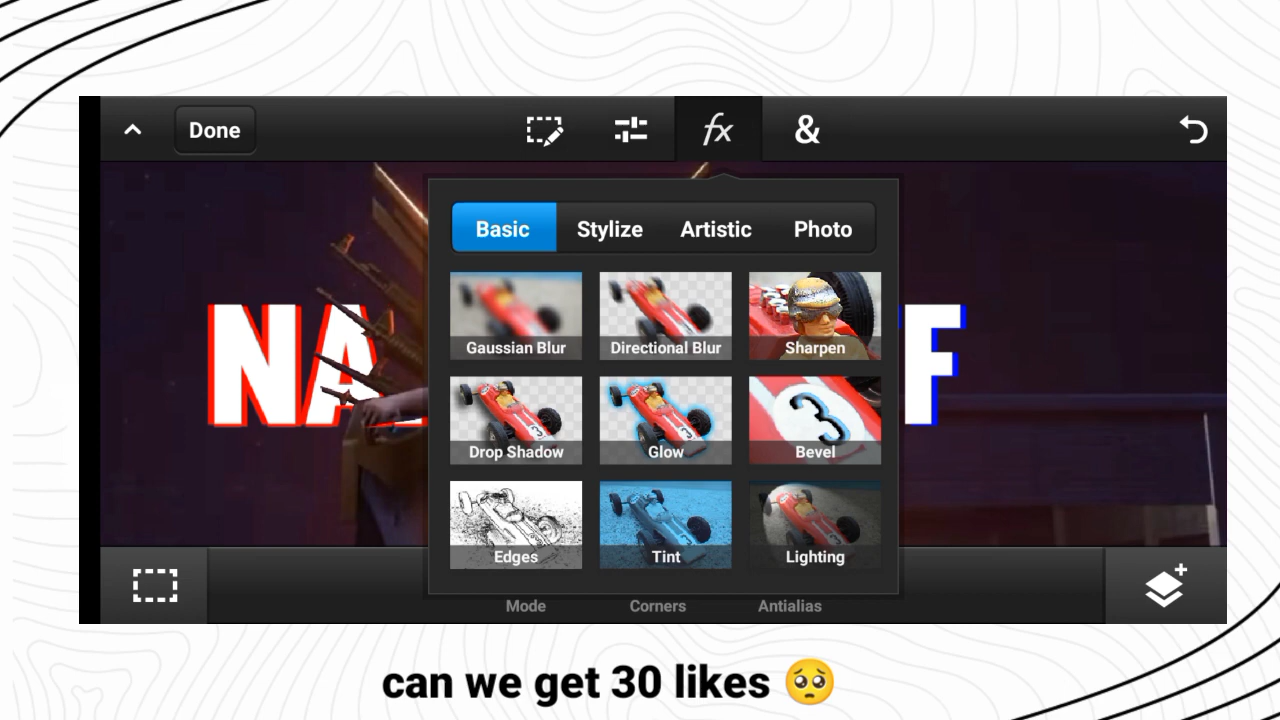 Done
fx
&
Basic Stylize Artistic Photo
NA F
Gaussian Blur Directional Blur Sharpen
Drop Shadow Glow Bevel
Edges Tint Lighting
Mode Corners Antialias
can we get 30 likes 🥺